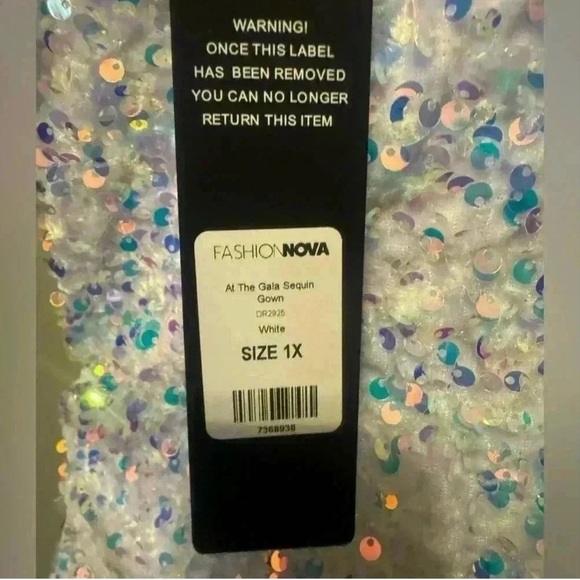 WARNING!
ONCE THIS LABEL
HAS BEEN REMOVED
YOU CAN NO LONGER
RETURN THIS ITEM
FASHIONNOVA
At The Gala Sequin
Gown
DR2925
White
SIZE 1X
7368938